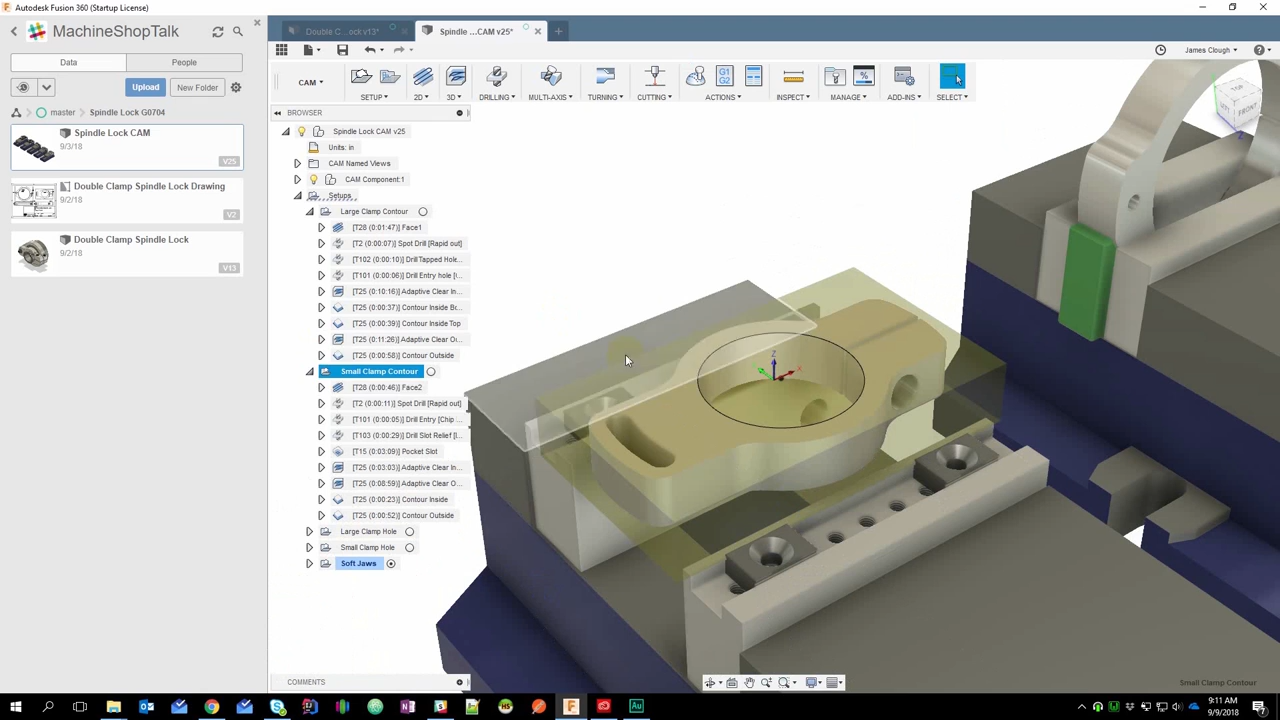 Autodesk Fusion 360 (Startup License)
MachineShopTalk
Data
People
Upload
New Folder
master
Spindle Lock G0704
Spindle Lock CAM
9/3/18
V25
Double Clamp Spindle Lock Drawing
V2
Double Clamp Spindle Lock
9/2/18
V13
Double C ...Lock v13*
Spindle ...CAM v25*
James Clough
CAM
SETUP
2D
3D
DRILLING
MULTI-AXIS
TURNING
CUTTING
G1
G2
ACTIONS
INSPECT
MANAGE
ADD-INS
SELECT
BROWSER
Spindle Lock CAM v25
Units: in
CAM Named Views
CAM Component:1
Setups
Large Clamp Contour
[T28 (0:01:47)] Face1
[T2 (0:00:07)] Spot Drill [Rapid out]
[T102 (0:00:10)] Drill Tapped Hole...
[T101 (0:00:06)] Drill Entry hole [...
[T25 (0:10:16)] Adaptive Clear In...
[T25 (0:00:37)] Contour Inside Bo...
[T25 (0:00:39)] Contour Inside Top
[T25 (0:11:26)] Adaptive Clear Ou...
[T25 (0:00:58)] Contour Outside
Small Clamp Contour
[T28 (0:00:46)] Face2
[T2 (0:00:11)] Spot Drill [Rapid out]
[T101 (0:00:05)] Drill Entry [Chip ...
[T103 (0:00:29)] Drill Slot Relief [I...
[T15 (0:03:09)] Pocket Slot
[T25 (0:03:03)] Adaptive Clear In...
[T25 (0:08:59)] Adaptive Clear O...
[T25 (0:00:23)] Contour Inside
[T25 (0:00:52)] Contour Outside
Large Clamp Hole
Small Clamp Hole
Soft Jaws
Z
X
FRONT
Z
COMMENTS
Small Clamp Contour
9:11 AM
9/9/2018